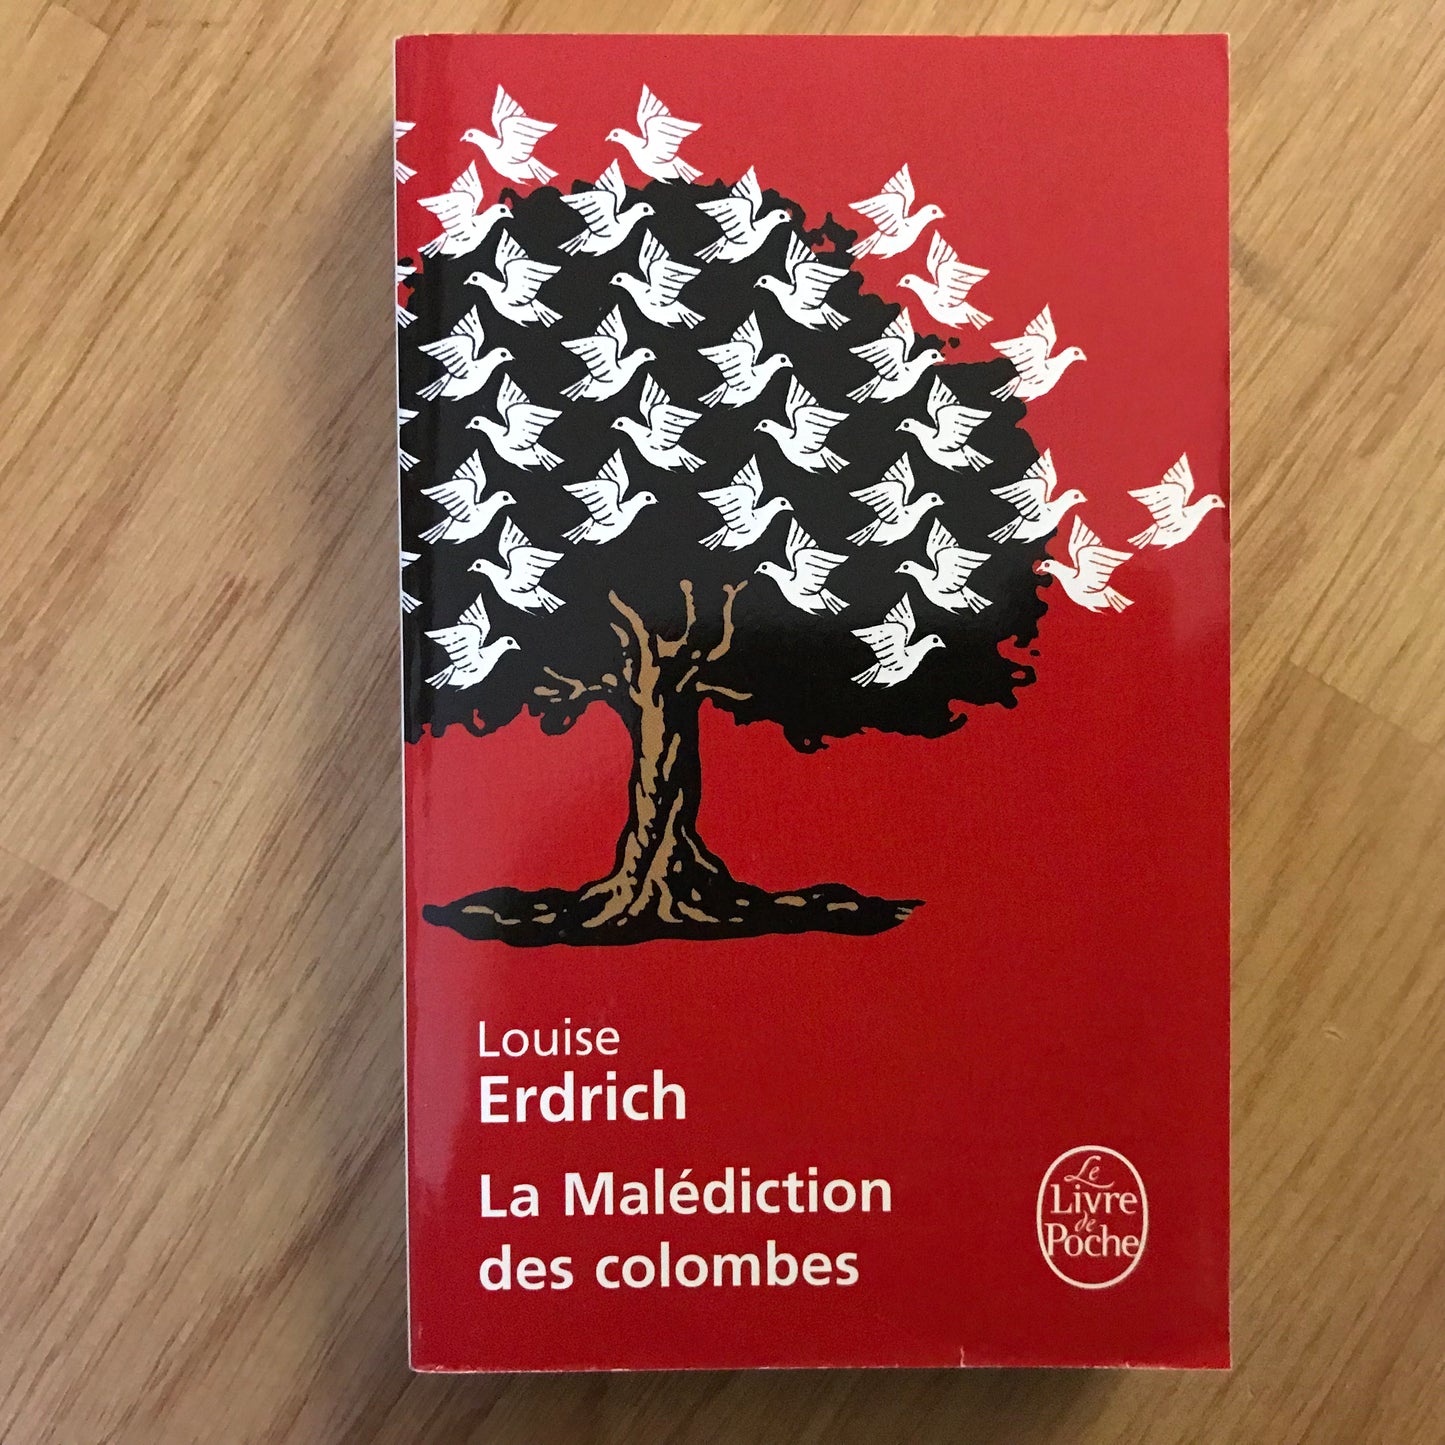 Louise
Erdrich
La Malédiction
des colombes
Le
Livre
de
Poche